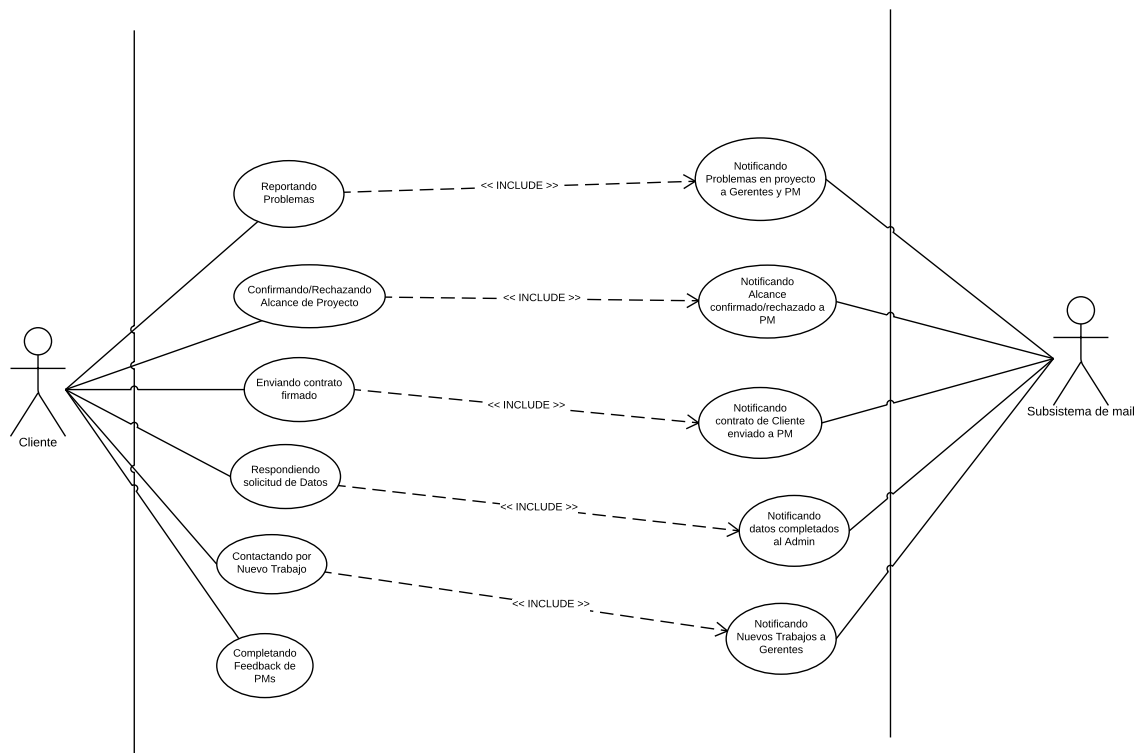 Reportando
Problemas
<< INCLUDE >>
Notificando
Problemas en proyecto
a Gerentes y PM
Confirmando/Rechazando
Alcance de Proyecto
<< INCLUDE >>
Notificando
Alcance
confirmado/rechazado a
PM
Enviando contrato
firmado
<< INCLUDE >>
Notificando
contrato de Cliente
enviado a PM
Cliente
Subsistema de mail
Respondiendo
solicitud de Datos
<< INCLUDE >>
Notificando
datos completados
al Admin
Contactando por
Nuevo Trabajo
<< INCLUDE >>
Notificando
Nuevos Trabajos a
Gerentes
Completando
Feedback de
PMs